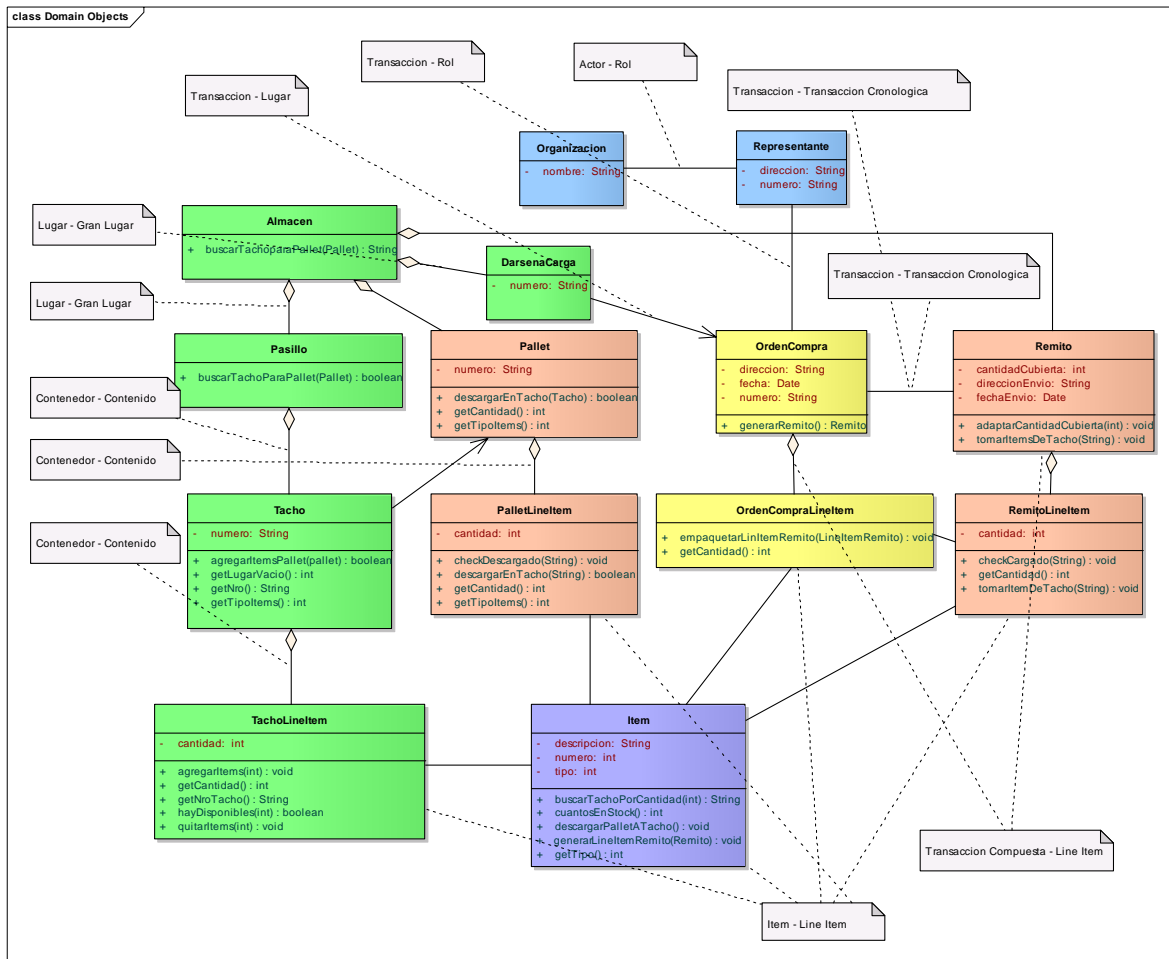 class Domain Objects
Transaccion - Rol
Actor - Rol
Transaccion - Transaccion Cronologica
Transaccion - Lugar
Organizacion
- nombre: String
Representante
- direccion: String
- numero: String
Lugar - Gran Lugar
Almacen
+ buscarTachoparaPallet(Pallet) : String
DarsenaCarga
- numero: String
Transaccion - Transaccion Cronologica
Lugar - Gran Lugar
Pasillo
+ buscarTachoParaPallet(Pallet) : boolean
Pallet
- numero: String
+ descargarEnTacho(Tacho) : boolean
+ getCantidad() : int
+ getTipoItems() : int
OrdenCompra
- direccion: String
- fecha: Date
- numero: String
+ generarRemito() : Remito
Remito
- cantidadCubierta: int
- direccionEnvio: String
- fechaEnvio: Date
+ adaptarCantidadCubierta(int) : void
+ tomarItemsDeTacho(String) : void
Contenedor - Contenido
Contenedor - Contenido
Contenedor - Contenido
Tacho
- numero: String
+ agregarItemsPallet(pallet) : boolean
+ getLugarVacio() : int
+ getNro() : String
+ getTipoItems() : int
PalletLineItem
- cantidad: int
+ checkDescargado(String) : void
+ descargarEnTacho(String) : boolean
+ getCantidad() : int
+ getTipoItems() : int
OrdenCompraLineItem
+ empaquetarLinItemRemito(LineItemRemito) : void
+ getCantidad() : int
RemitoLineItem
- cantidad: int
+ checkCargado(String) : void
+ getCantidad() : int
+ tomarItemDeTacho(String) : void
TachoLineItem
- cantidad: int
+ agregarItems(int) : void
+ getCantidad() : int
+ getNroTacho() : String
+ hayDisponibles(int) : boolean
+ quitarItems(int) : void
Item
- descripcion: String
- numero: int
- tipo: int
+ buscarTachoPorCantidad(int) : String
+ cuantosEnStock() : int
+ descargarPalletATacho() : void
+ generarLineItemRemito(Remito) : void
+ getTipo() : int
Transaccion Compuesta - Line Item
Item - Line Item